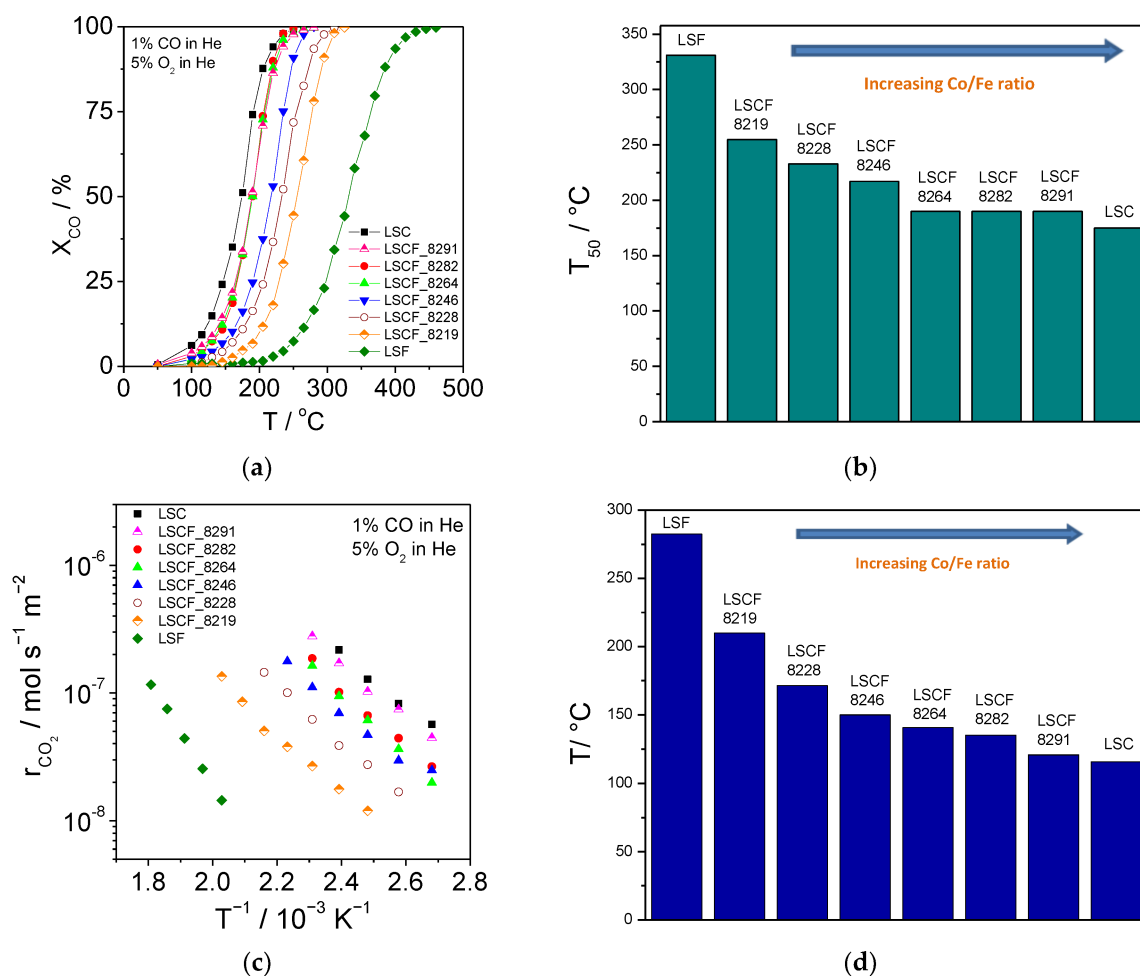 1% CO in He
5% O₂ in He
X_CO / %
100
75
50
25
0
LSC
LSCF_8291
LSCF_8282
LSCF_8264
LSCF_8246
LSCF_8228
LSCF_8219
LSF
0 100 200 300 400 500
T / °C
(a)
T₅₀ / °C
350
300
250
200
150
100
50
0
Increasing Co/Fe ratio
LSF
LSCF
8219
LSCF
8228
LSCF
8246
LSCF
8264
LSCF
8282
LSCF
8291
LSC
(b)
LSC
LSCF_8291
LSCF_8282
LSCF_8264
LSCF_8246
LSCF_8228
LSCF_8219
LSF
1% CO in He
5% O₂ in He
r_CO₂ / mol s⁻¹ m⁻²
10⁻⁶
10⁻⁷
10⁻⁸
1.8 2.0 2.2 2.4 2.6 2.8
T⁻¹ / 10⁻³ K⁻¹
(c)
T/ °C
300
250
200
150
100
50
0
Increasing Co/Fe ratio
LSF
LSCF
8219
LSCF
8228
LSCF
8246
LSCF
8264
LSCF
8282
LSCF
8291
LSC
(d)